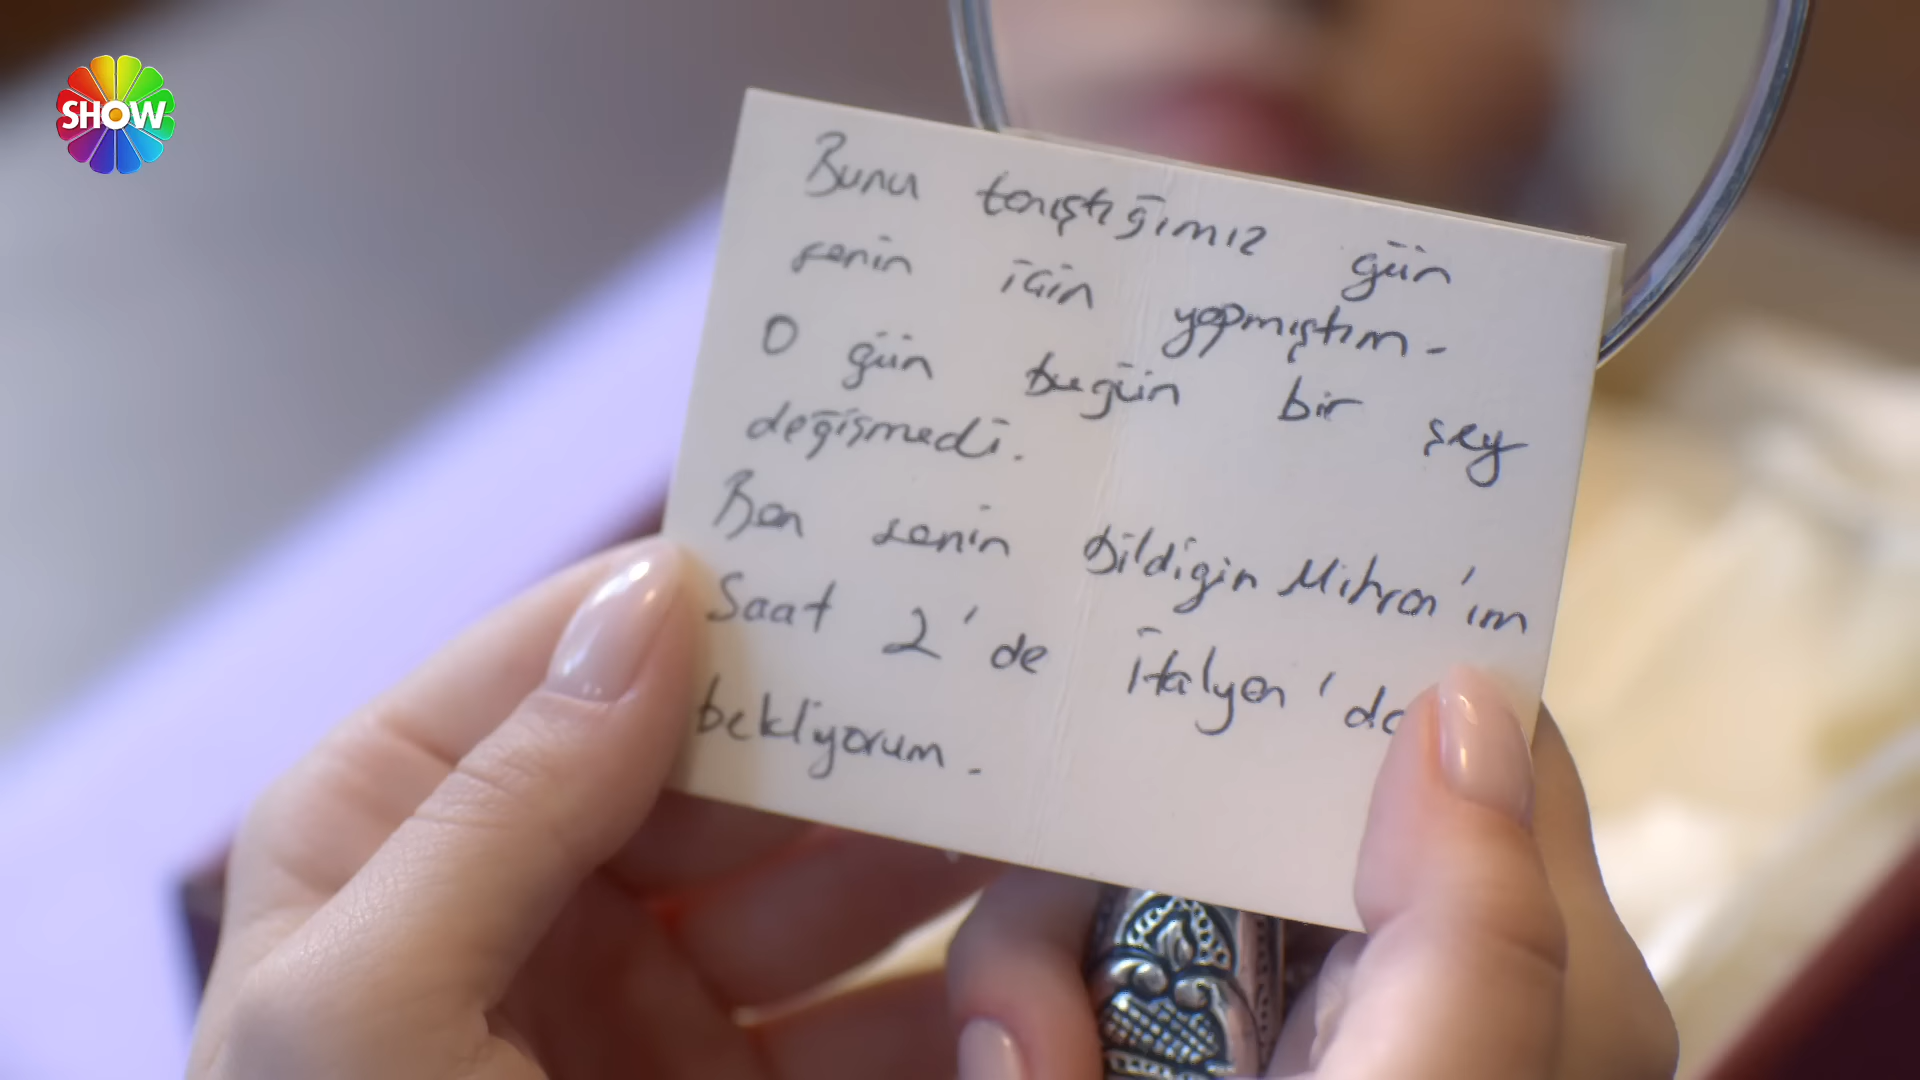 SHOW
Bunu tanıştığımız gün
senin için yapmıştım.
O gün bugün bir şey
değişmedi.
Ben senin bildiğin Mihran'ım
Saat 2'de İtalyan'da
bekliyorum.